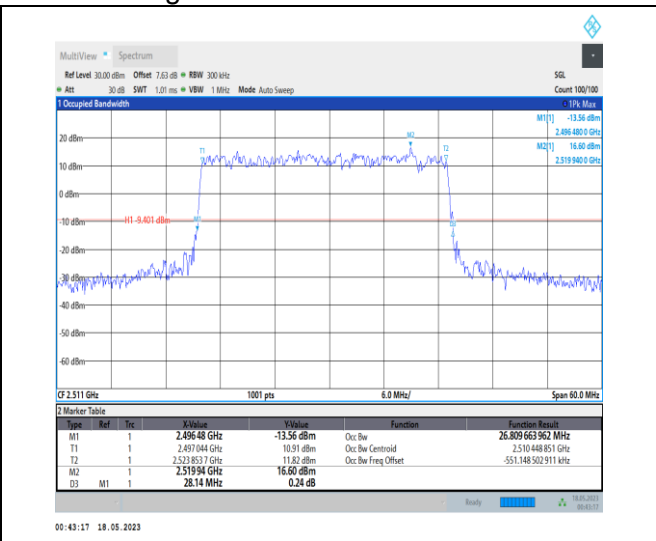 MultiView Spectrum
Ref Level 30.00 dBm Offset 7.63 dB RBW 300 kHz SGL
Att 30 dB SWT 1.01 ms VBW 1 MHz Mode Auto Sweep Count 100/100
1 Occupied Bandwidth 1Pk Max
M1[1] -13.56 dBm
2.496 480 0 GHz
M2[1] 16.60 dBm
2.519 940 0 GHz
20 dBm
M2
T1
T2
10 dBm
0 dBm
-10 dBm
H1 -9.401 dBm
M1
D3
-20 dBm
-30 dBm
-40 dBm
-50 dBm
-60 dBm
CF 2.511 GHz 1001 pts 6.0 MHz/ Span 60.0 MHz
2 Marker Table
Type Ref Trc X-Value Y-Value Function Function Result
M1 1 2.496 48 GHz -13.56 dBm Occ Bw 26.809 663 962 MHz
T1 1 2.497 044 GHz 10.91 dBm Occ Bw Centroid 2.510 448 851 GHz
T2 1 2.523 853 7 GHz 11.82 dBm Occ Bw Freq Offset -551.148 502 911 kHz
M2 1 2.519 94 GHz 16.60 dBm
D3 M1 1 28.14 MHz 0.24 dB
Ready 18.05.2023
00:43:17
00:43:17 18.05.2023